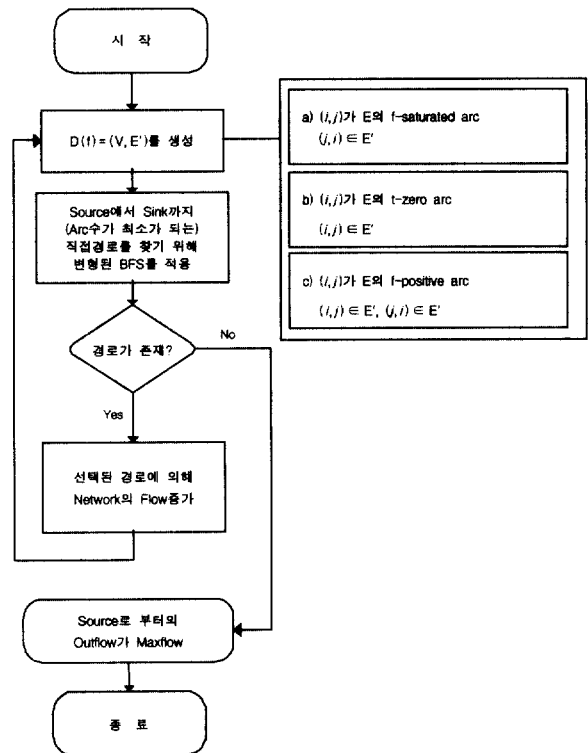 시 작
D(f)=(V, E')를 생성
a) (i,j)가 E의 f-saturated arc
(j,i) ∈ E'
b) (i,j)가 E의 t-zero arc
(i,j) ∈ E'
c) (i,j)가 E의 f-positive arc
(i,j) ∈ E', (j,i) ∈ E'
Source에서 Sink까지
(Arc수가 최소가 되는)
직접경로를 찾기 위해
변형된 BFS를 적용
경로가 존재?
No
Yes
선택된 경로에 의해
Network의 Flow증가
Source로 부터의
Outflow가 Maxflow
종 료